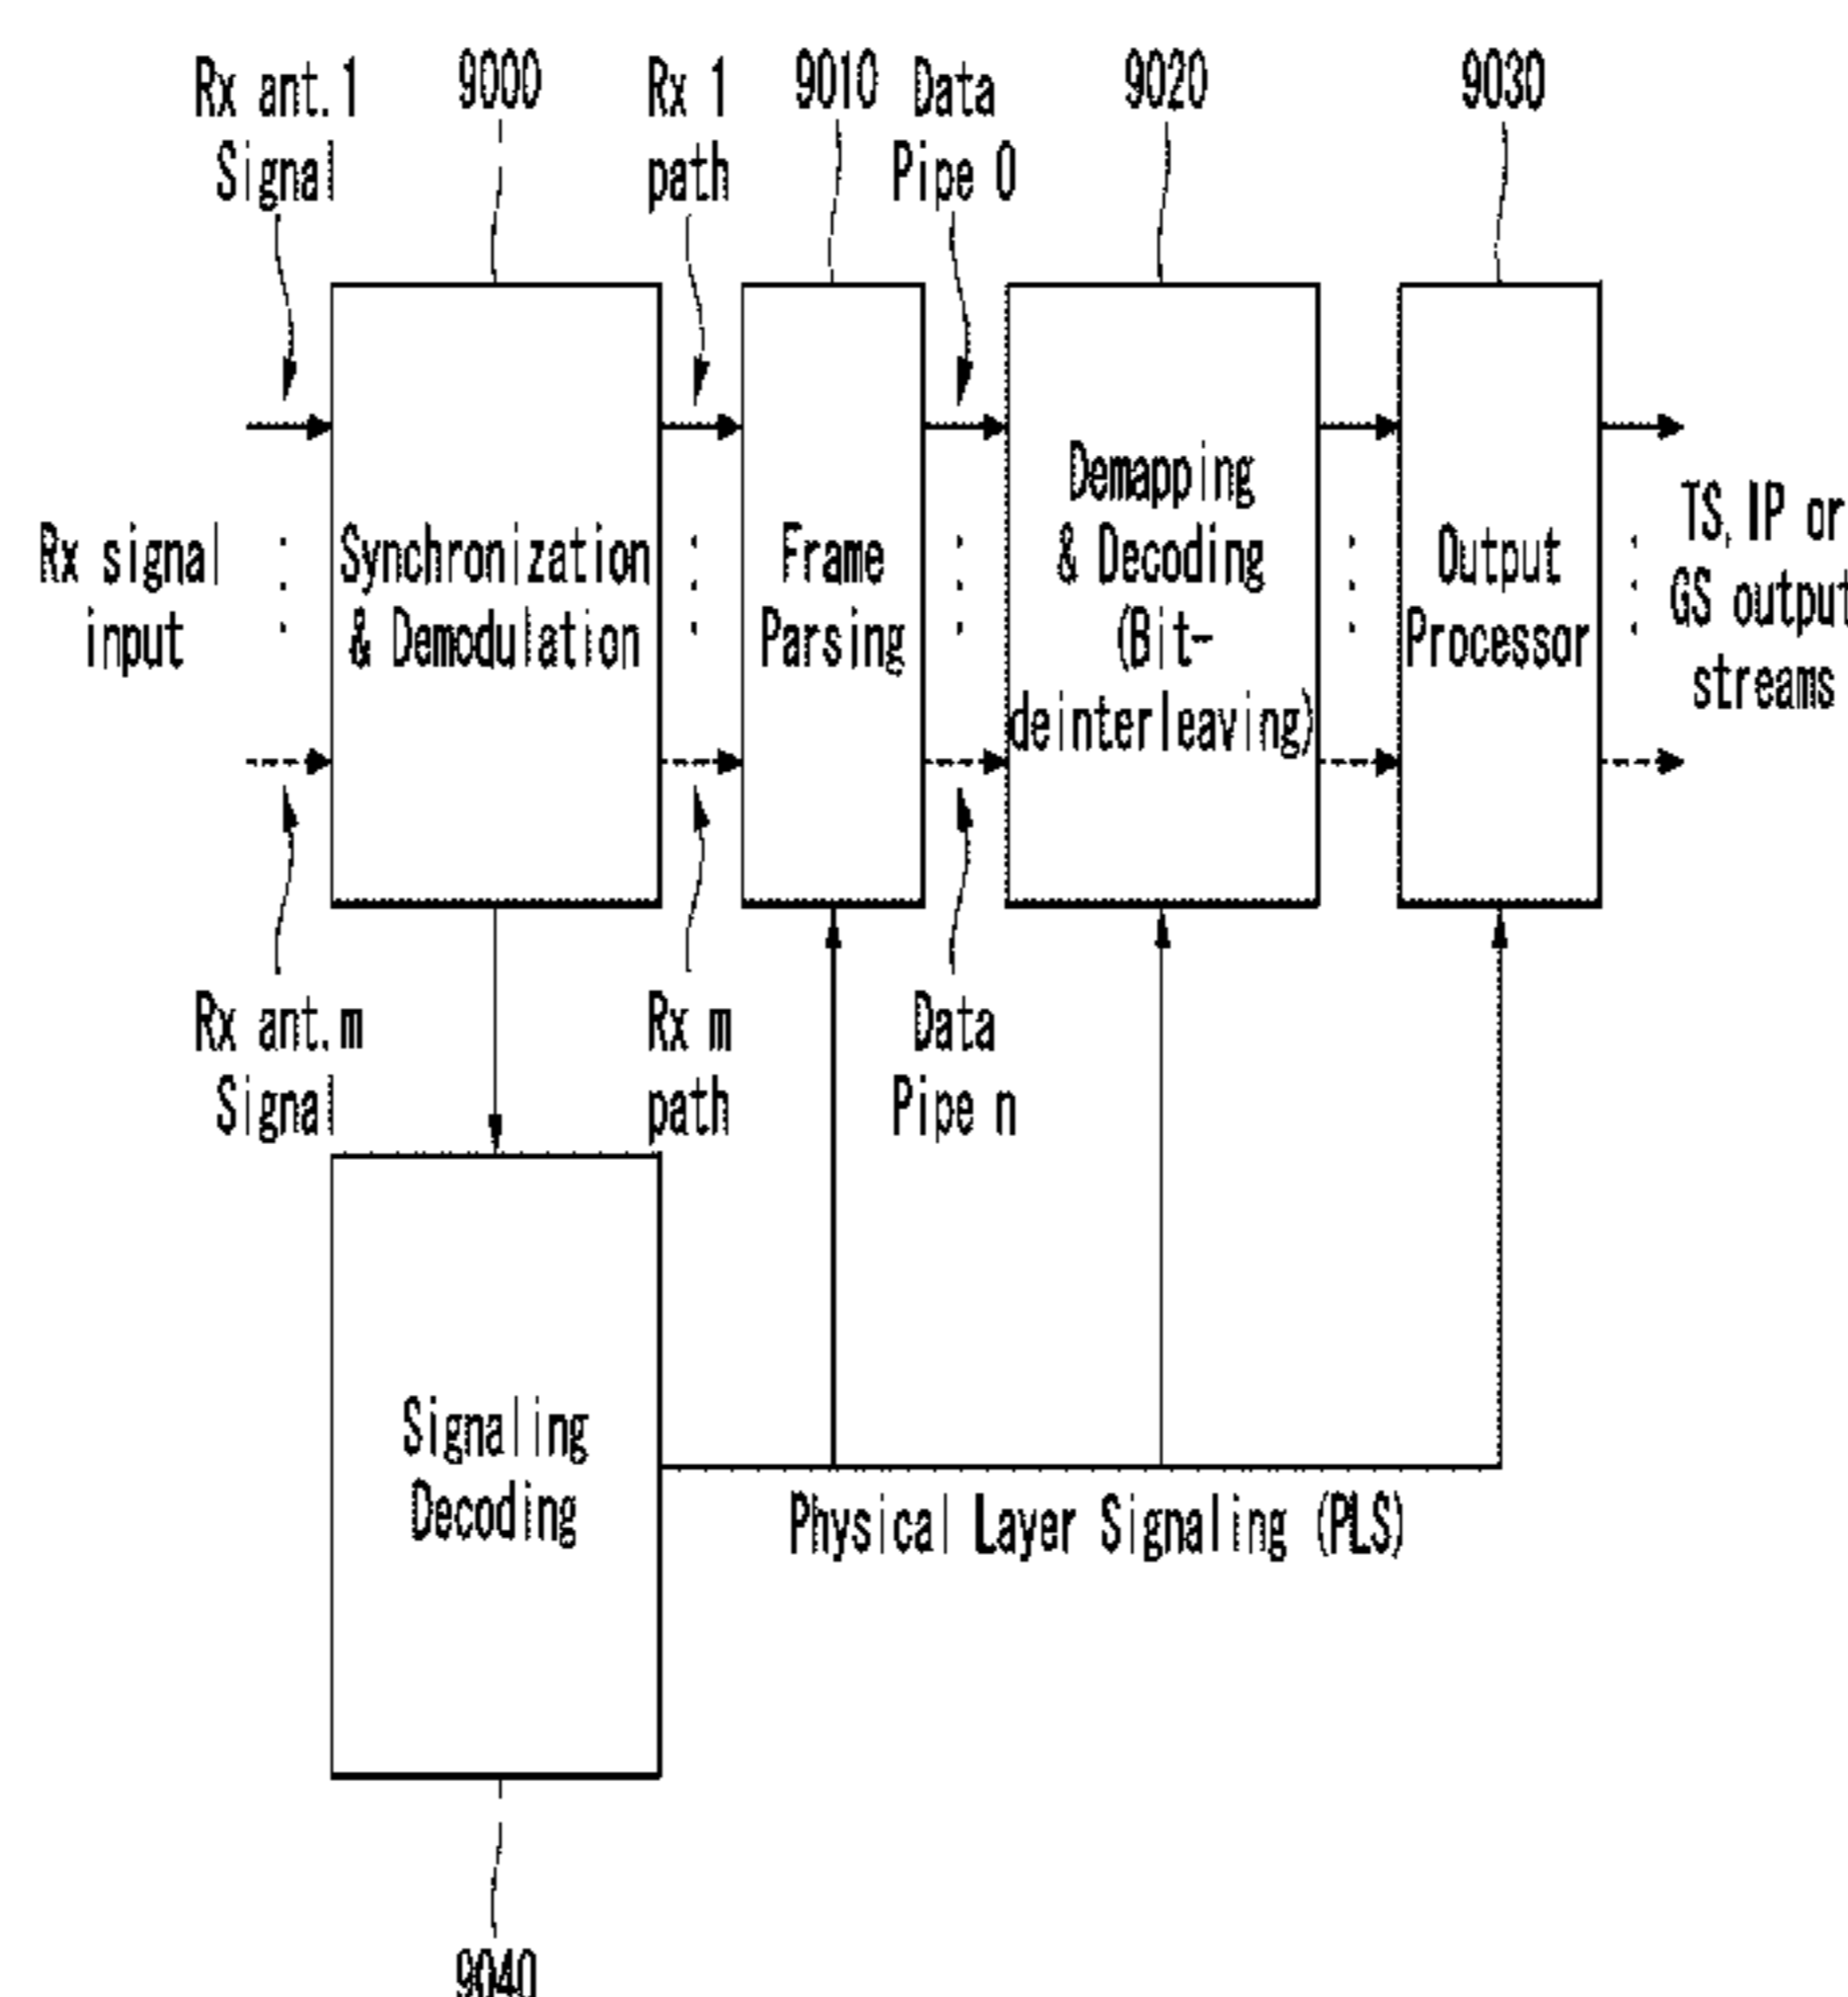 Rx ant.1
Signal
9000
Rx 1
path
9010
Data
Pipe 0
9020
9030
Rx signal
input
Synchronization
& Demodulation
Frame
Parsing
Demapping
& Decoding
(Bit-
deinterleaving)
Output
Processor
TS, IP or
GS output
streams
Rx ant.m
Signal
Rx m
path
Data
Pipe n
Signaling
Decoding
Physical Layer Signaling (PLS)
9040